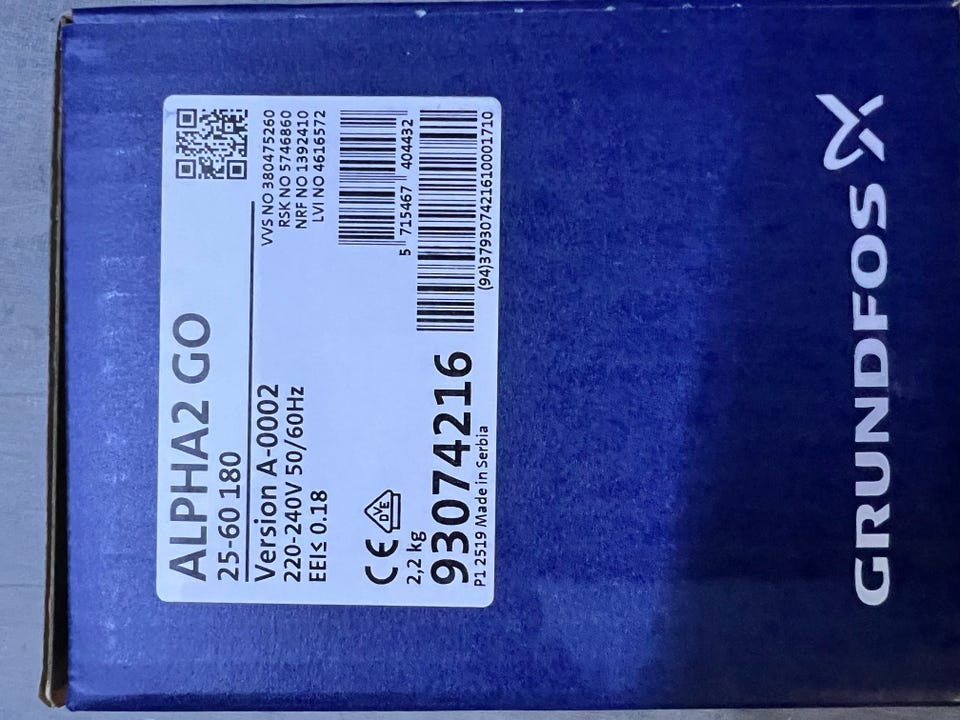 ALPHA2 GO
25-60 180
Version A-0002
220-240V 50/60Hz
EEI≤ 0.18
VVS NO 380475260
RSK NO 5746860
NRF NO 1392410
LVI NO 4616572
5 715467 404432
CE
DVE
2,2 kg
93074216
P1 2519 Made in Serbia
(94)379307421610001710
GRUNDFOS